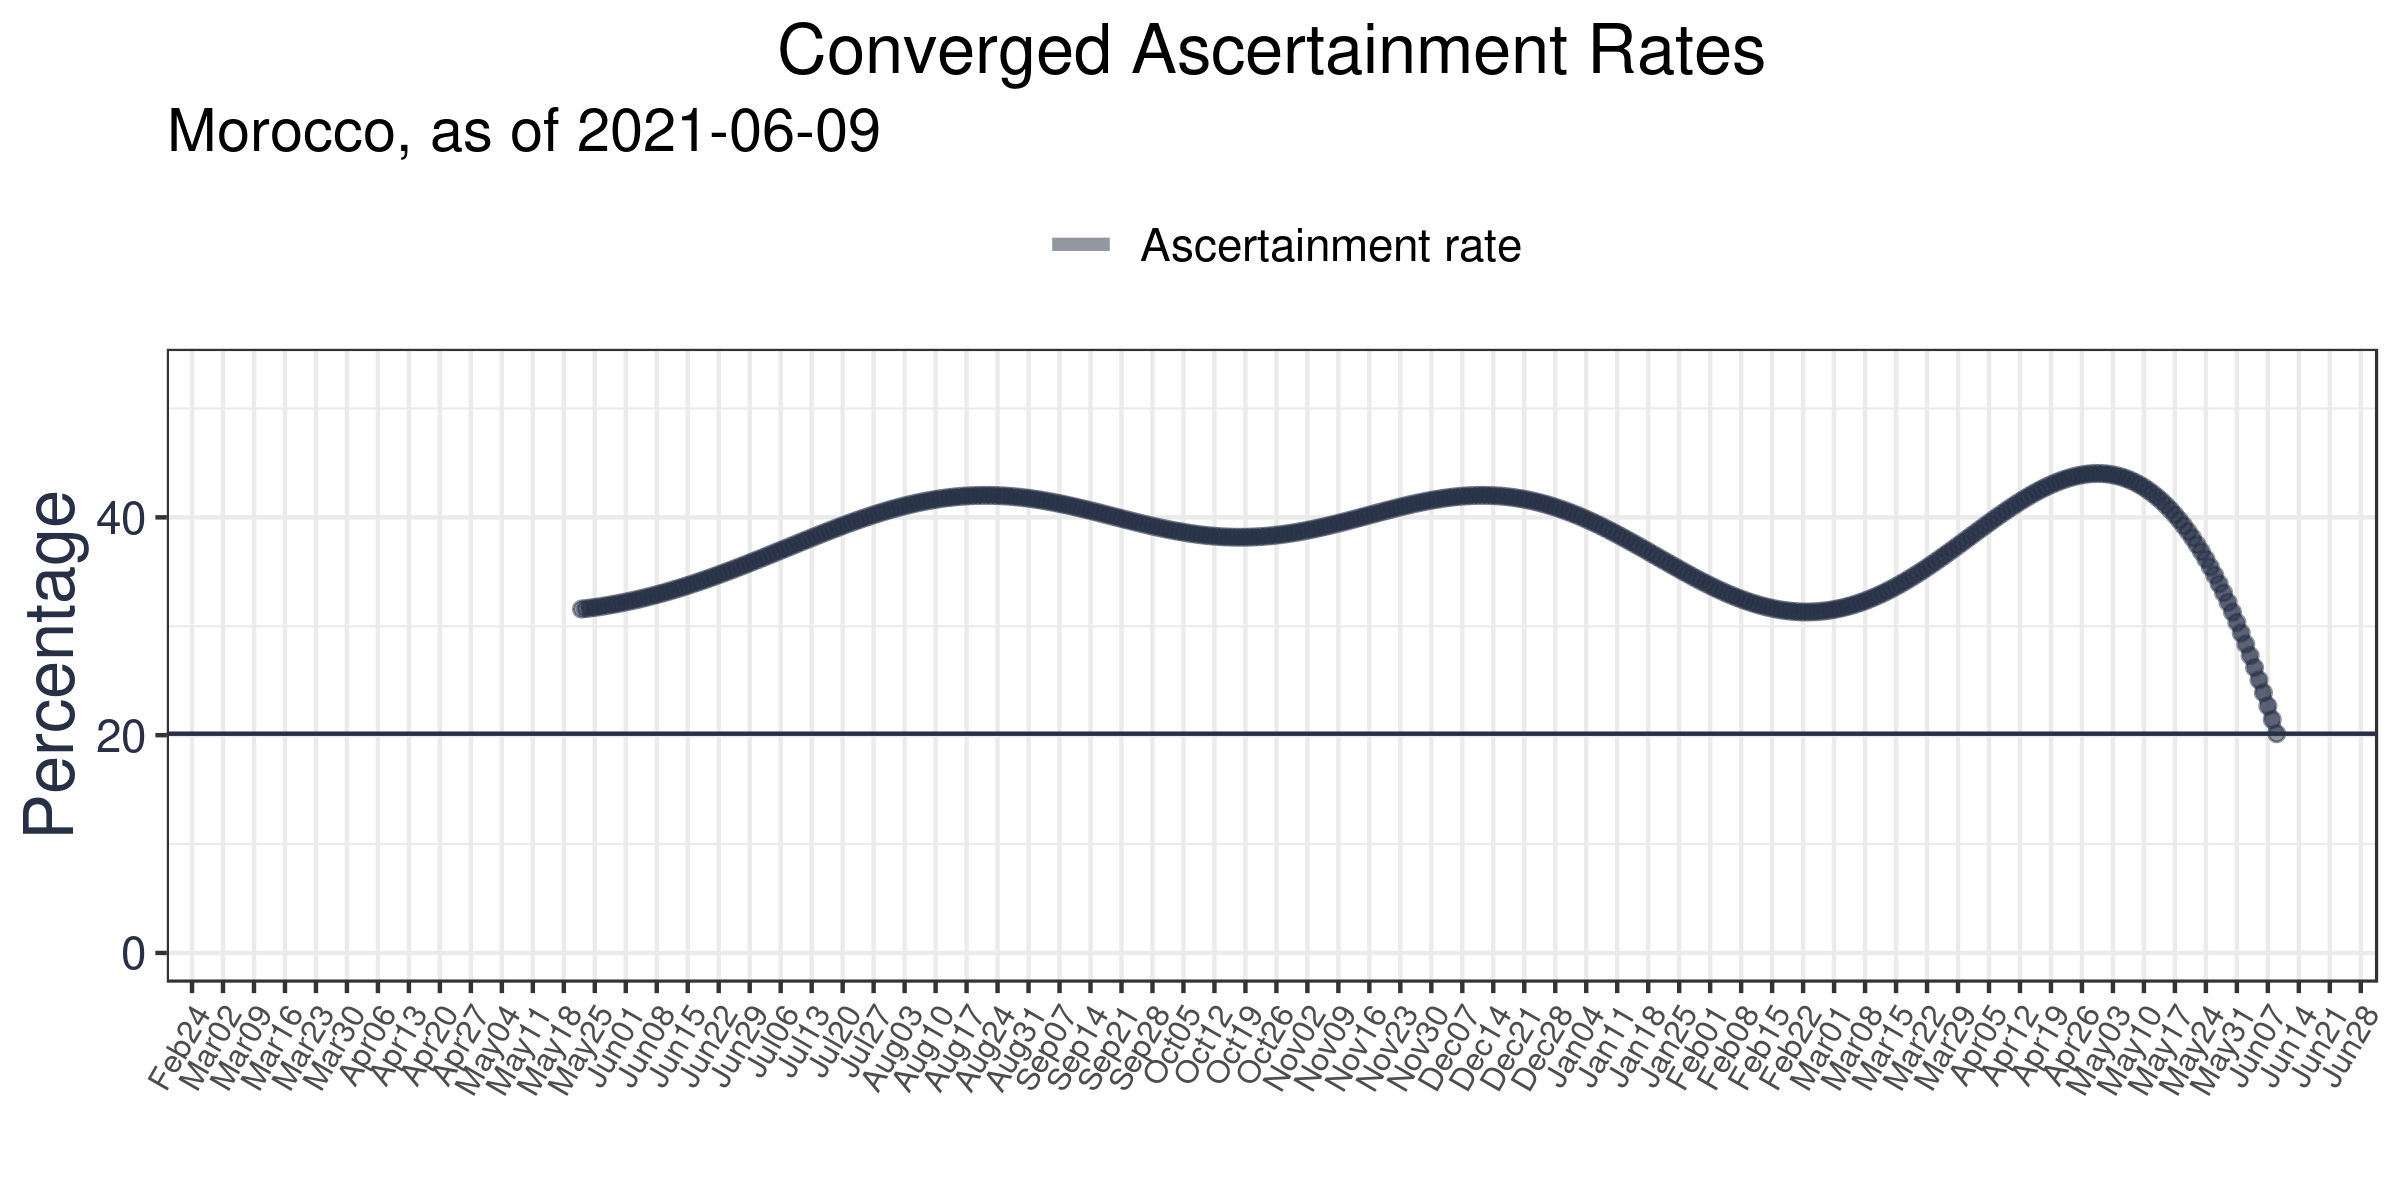 Converged Ascertainment Rates
Morocco, as of 2021-06-09
Ascertainment rate
Percentage
40
20
0
Feb24
Mar02
Mar09
Mar16
Mar23
Mar30
Apr06
Apr13
Apr20
Apr27
May04
May11
May18
May25
Jun01
Jun08
Jun15
Jun22
Jun29
Jul06
Jul13
Jul20
Jul27
Aug03
Aug10
Aug17
Aug24
Aug31
Sep07
Sep14
Sep21
Sep28
Oct05
Oct12
Oct19
Oct26
Nov02
Nov09
Nov16
Nov23
Nov30
Dec07
Dec14
Dec21
Dec28
Jan04
Jan11
Jan18
Jan25
Feb01
Feb08
Feb15
Feb22
Mar01
Mar08
Mar15
Mar22
Mar29
Apr05
Apr12
Apr19
Apr26
May03
May10
May17
May24
May31
Jun07
Jun14
Jun21
Jun28